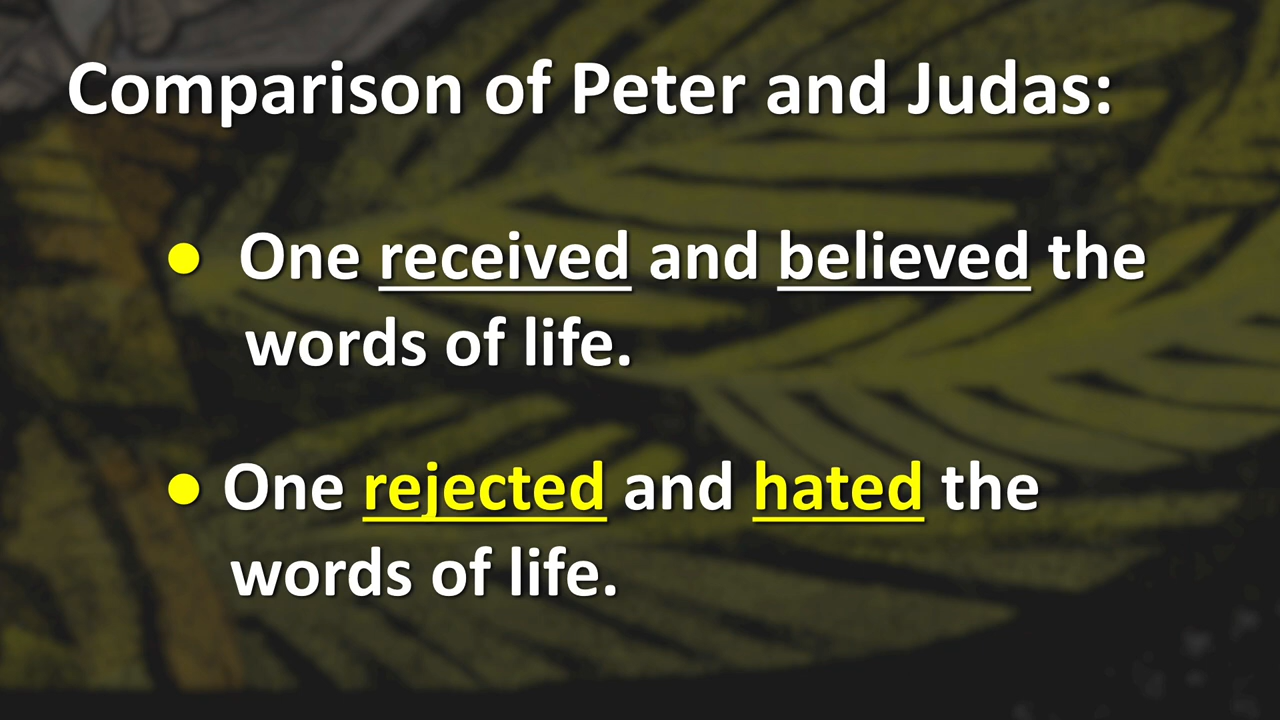 Comparison of Peter and Judas:
● One received and believed the
words of life.
● One rejected and hated the
words of life.